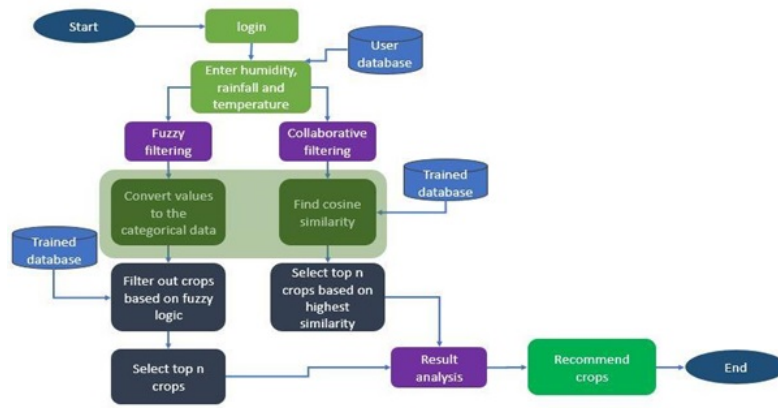 Start
login
User
database
Enter humidity,
rainfall and
temperature
Fuzzy
filtering
Collaborative
filtering
Convert values
to the
categorical data
Find cosine
similarity
Trained
database
Trained
database
Filter out crops
based on fuzzy
logic
Select top n
crops based on
highest
similarity
Select top n
crops
Result
analysis
Recommend
crops
End